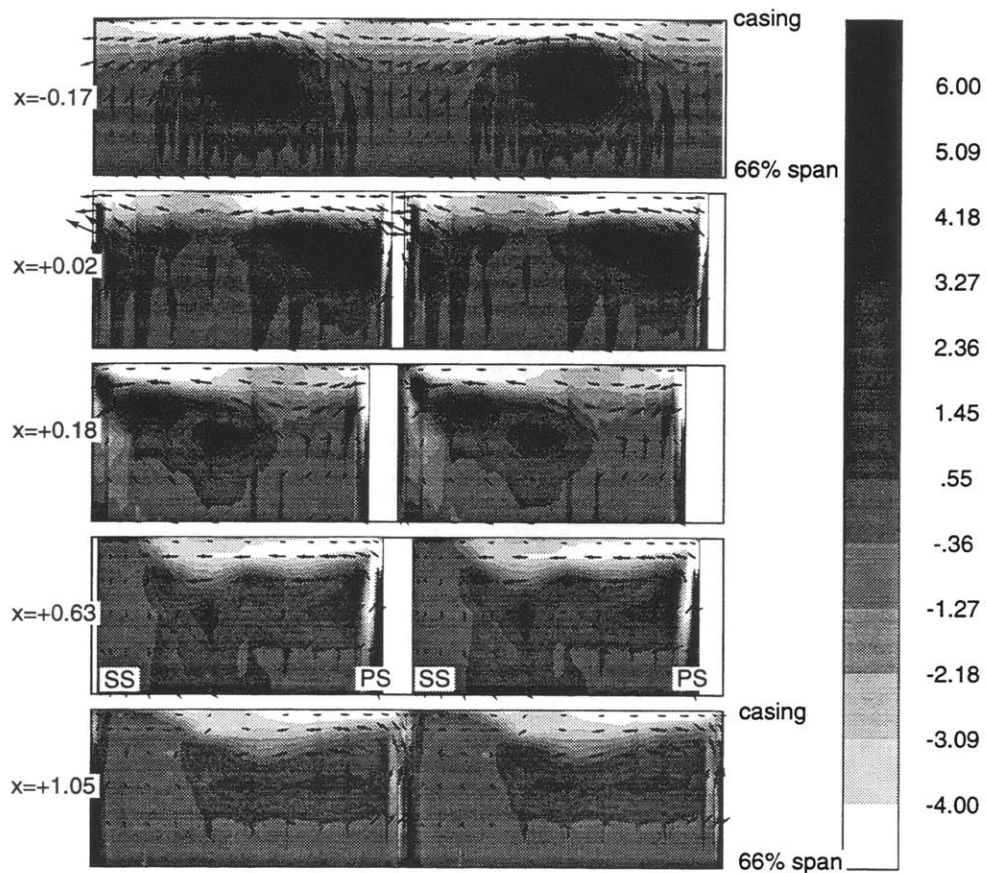 casing
x=-0.17
66% span
x=+0.02
x=+0.18
x=+0.63
SS
PS
SS
PS
casing
x=+1.05
66% span
6.00
5.09
4.18
3.27
2.36
1.45
.55
-.36
-1.27
-2.18
-3.09
-4.00